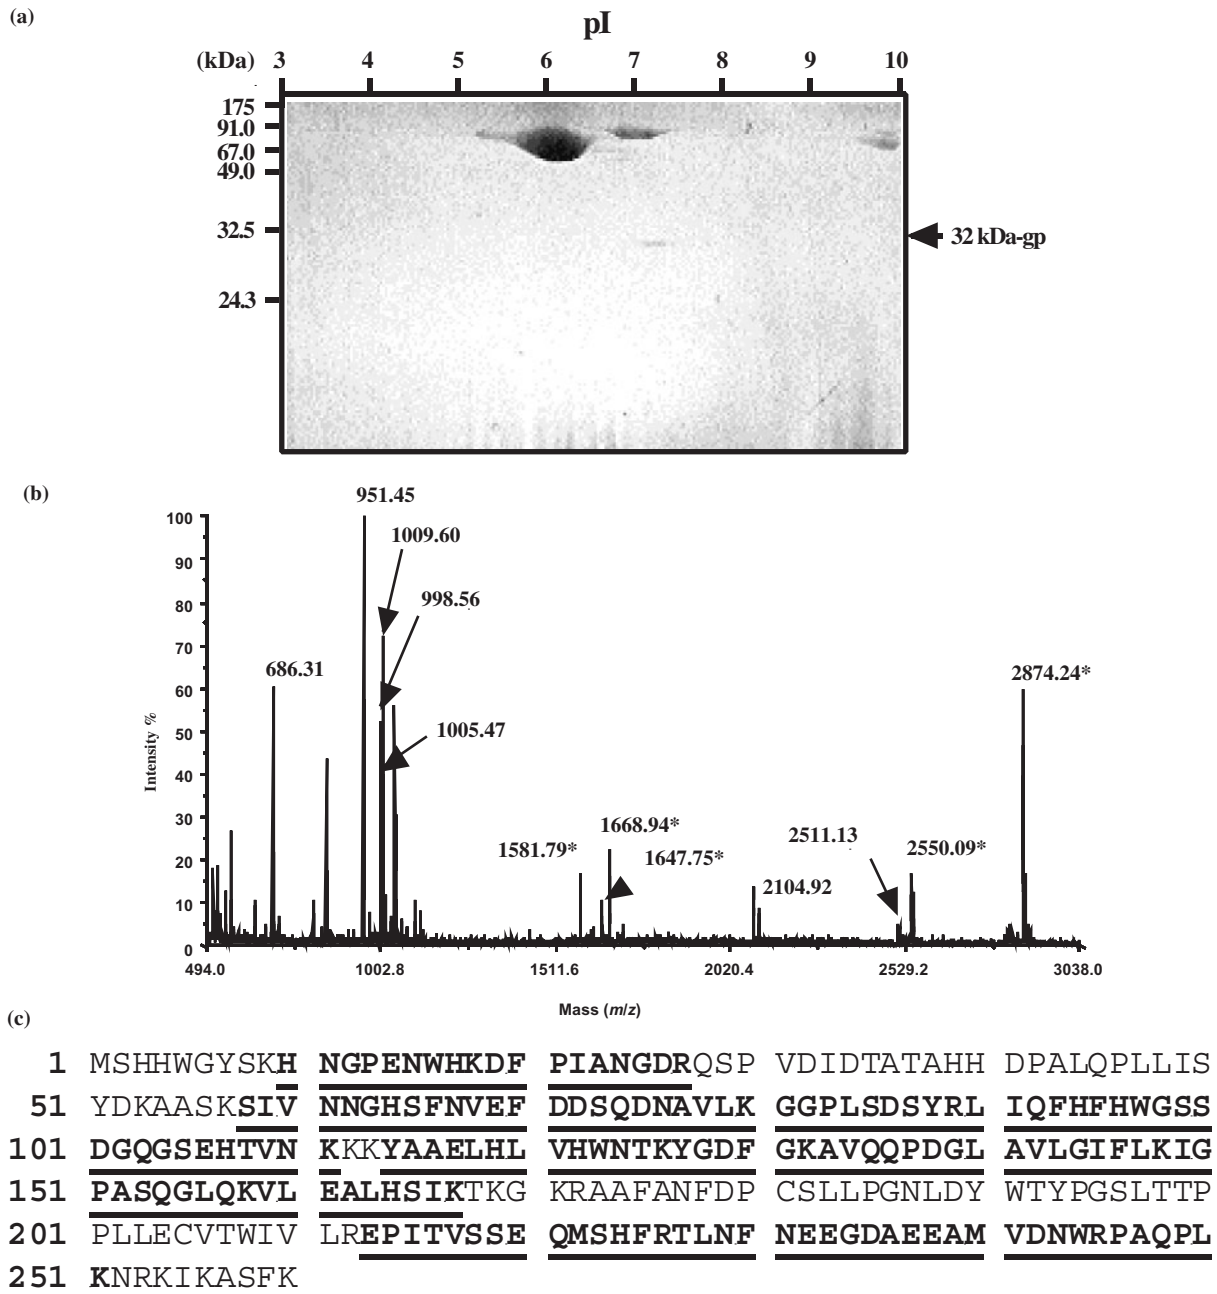 (a)
pI
(kDa) 3 4 5 6 7 8 9 10
175
91.0
67.0
49.0
32.5
32 kDa-gp
24.3
(b)
951.45
100
1009.60
90
998.56
80
70
686.31
2874.24*
60
1005.47
50
Intensity %
40
30
1668.94*
2511.13
1581.79*
1647.75*
2550.09*
20
2104.92
10
0
494.0 1002.8 1511.6 2020.4 2529.2 3038.0
Mass (m/z)
(c)
1 MSHHWGYSKH NGPENWHKDF PIANGDRQSP VDIDTATAHH DPALQPLLIS
51 YDKAASKSIV NNGHSFNVEF DDSQDNAVLK GGPLSDSYRL IQFHFHWGSS
101 DGQGSEHTVN KKKYAAELHL VHWNTKYGDF GKAVQQPDGL AVLGIFLKIG
151 PASQGLQKVL EALHSIKTKG KRAAFANFDP CSLLPGNLDY WTYPGSLTTP
201 PLLECVTWIV LREPITVSSE QMSHFRTLNF NEEGDAEEAM VDNWRPAQPL
251 KNRKIKASFK